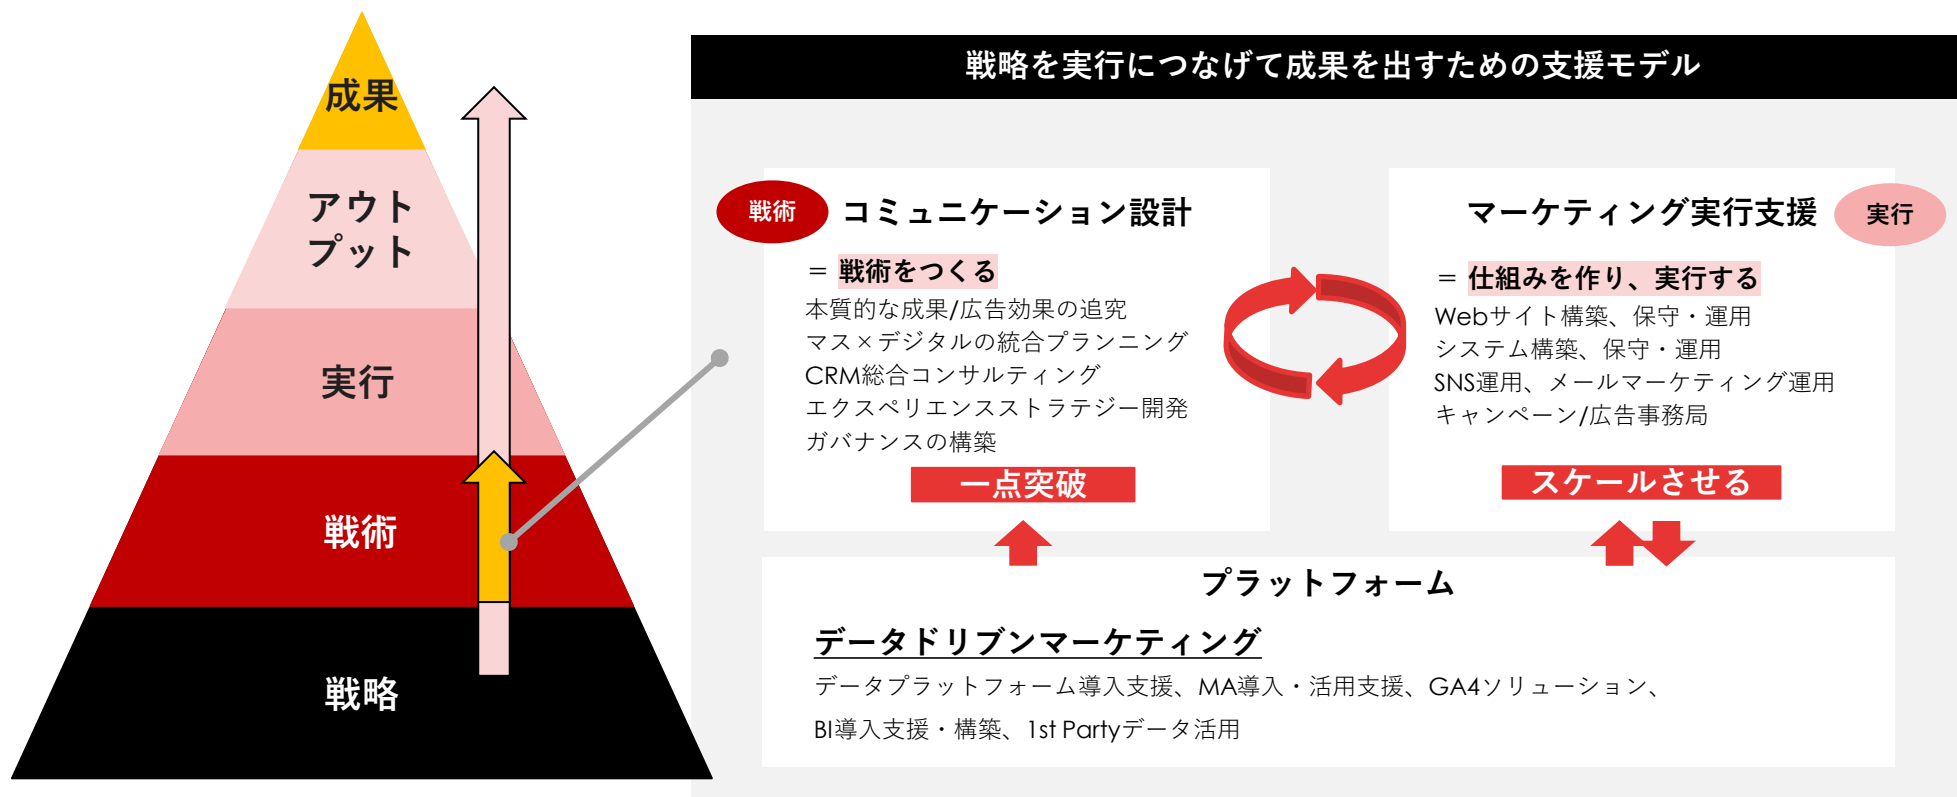 成果
アウト
プット
実行
戦術
戦略
戦略を実行につなげて成果を出すための支援モデル
戦術
コミュニケーション設計
＝ 戦術をつくる
本質的な成果/広告効果の追究
マス×デジタルの統合プランニング
CRM総合コンサルティング
エクスペリエンスストラテジー開発
ガバナンスの構築
一点突破
マーケティング実行支援
実行
＝ 仕組みを作り、実行する
Webサイト構築、保守・運用
システム構築、保守・運用
SNS運用、メールマーケティング運用
キャンペーン/広告事務局
スケールさせる
プラットフォーム
データドリブンマーケティング
データプラットフォーム導入支援、MA導入・活用支援、GA4ソリューション、
BI導入支援・構築、1st Partyデータ活用